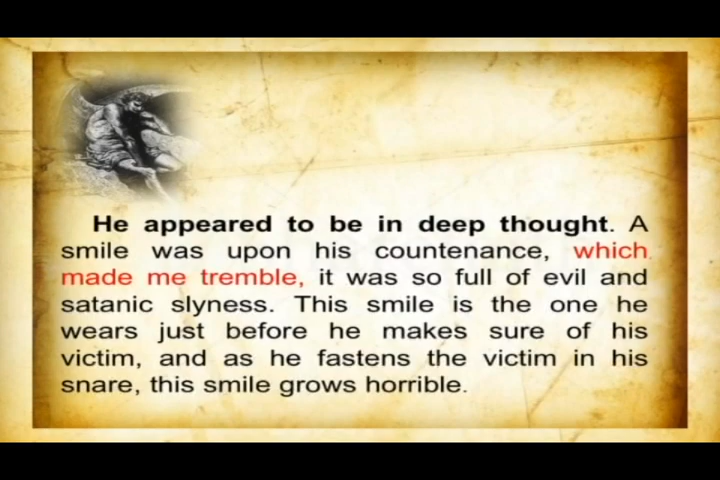 He appeared to be in deep thought. A
smile was upon his countenance, which
made me tremble, it was so full of evil and
satanic slyness. This smile is the one he
wears just before he makes sure of his
victim, and as he fastens the victim in his
snare, this smile grows horrible.